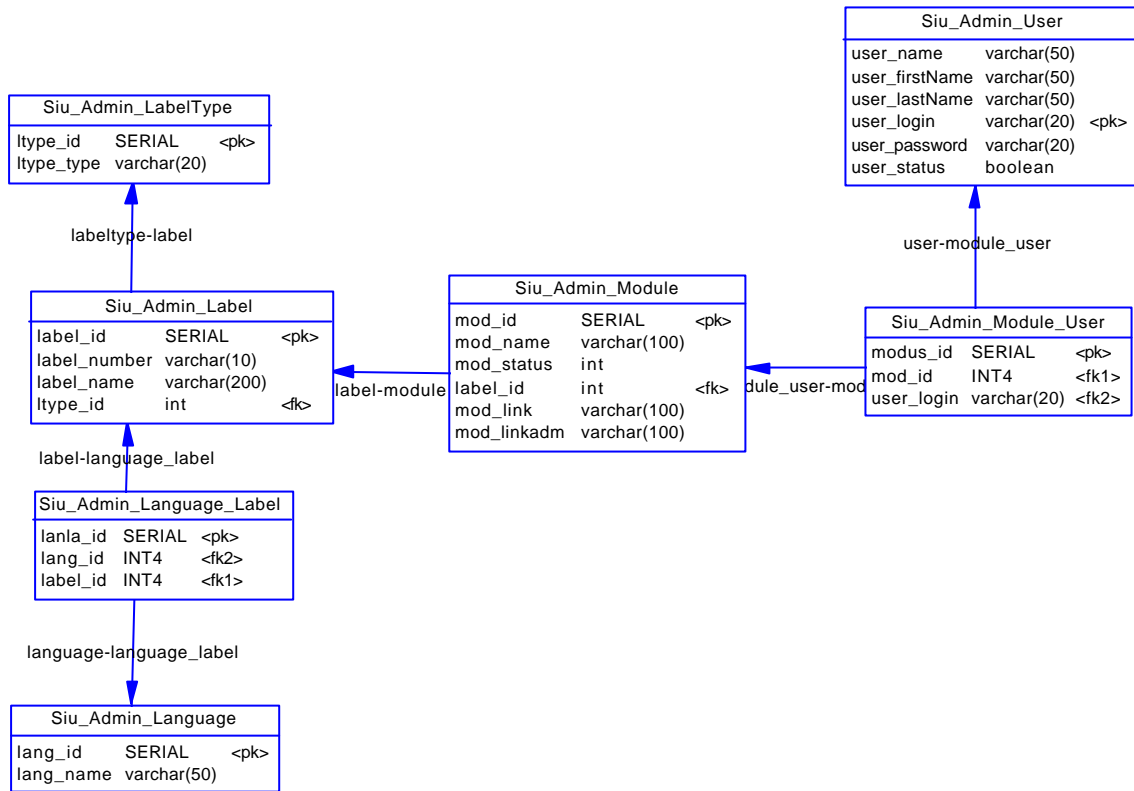 Siu_Admin_User
user_name varchar(50)
user_firstName varchar(50)
user_lastName varchar(50)
user_login varchar(20) <pk>
user_password varchar(20)
user_status boolean
Siu_Admin_LabelType
ltype_id SERIAL <pk>
ltype_type varchar(20)
labeltype-label
user-module_user
Siu_Admin_Label
label_id SERIAL <pk>
label_number varchar(10)
label_name varchar(200)
ltype_id int <fk>
label-module
Siu_Admin_Module
mod_id SERIAL <pk>
mod_name varchar(100)
mod_status int
label_id int <fk>
mod_link varchar(100)
mod_linkadm varchar(100)
dule_user-mod
Siu_Admin_Module_User
modus_id SERIAL <pk>
mod_id INT4 <fk1>
user_login varchar(20) <fk2>
label-language_label
Siu_Admin_Language_Label
lanla_id SERIAL <pk>
lang_id INT4 <fk2>
label_id INT4 <fk1>
language-language_label
Siu_Admin_Language
lang_id SERIAL <pk>
lang_name varchar(50)